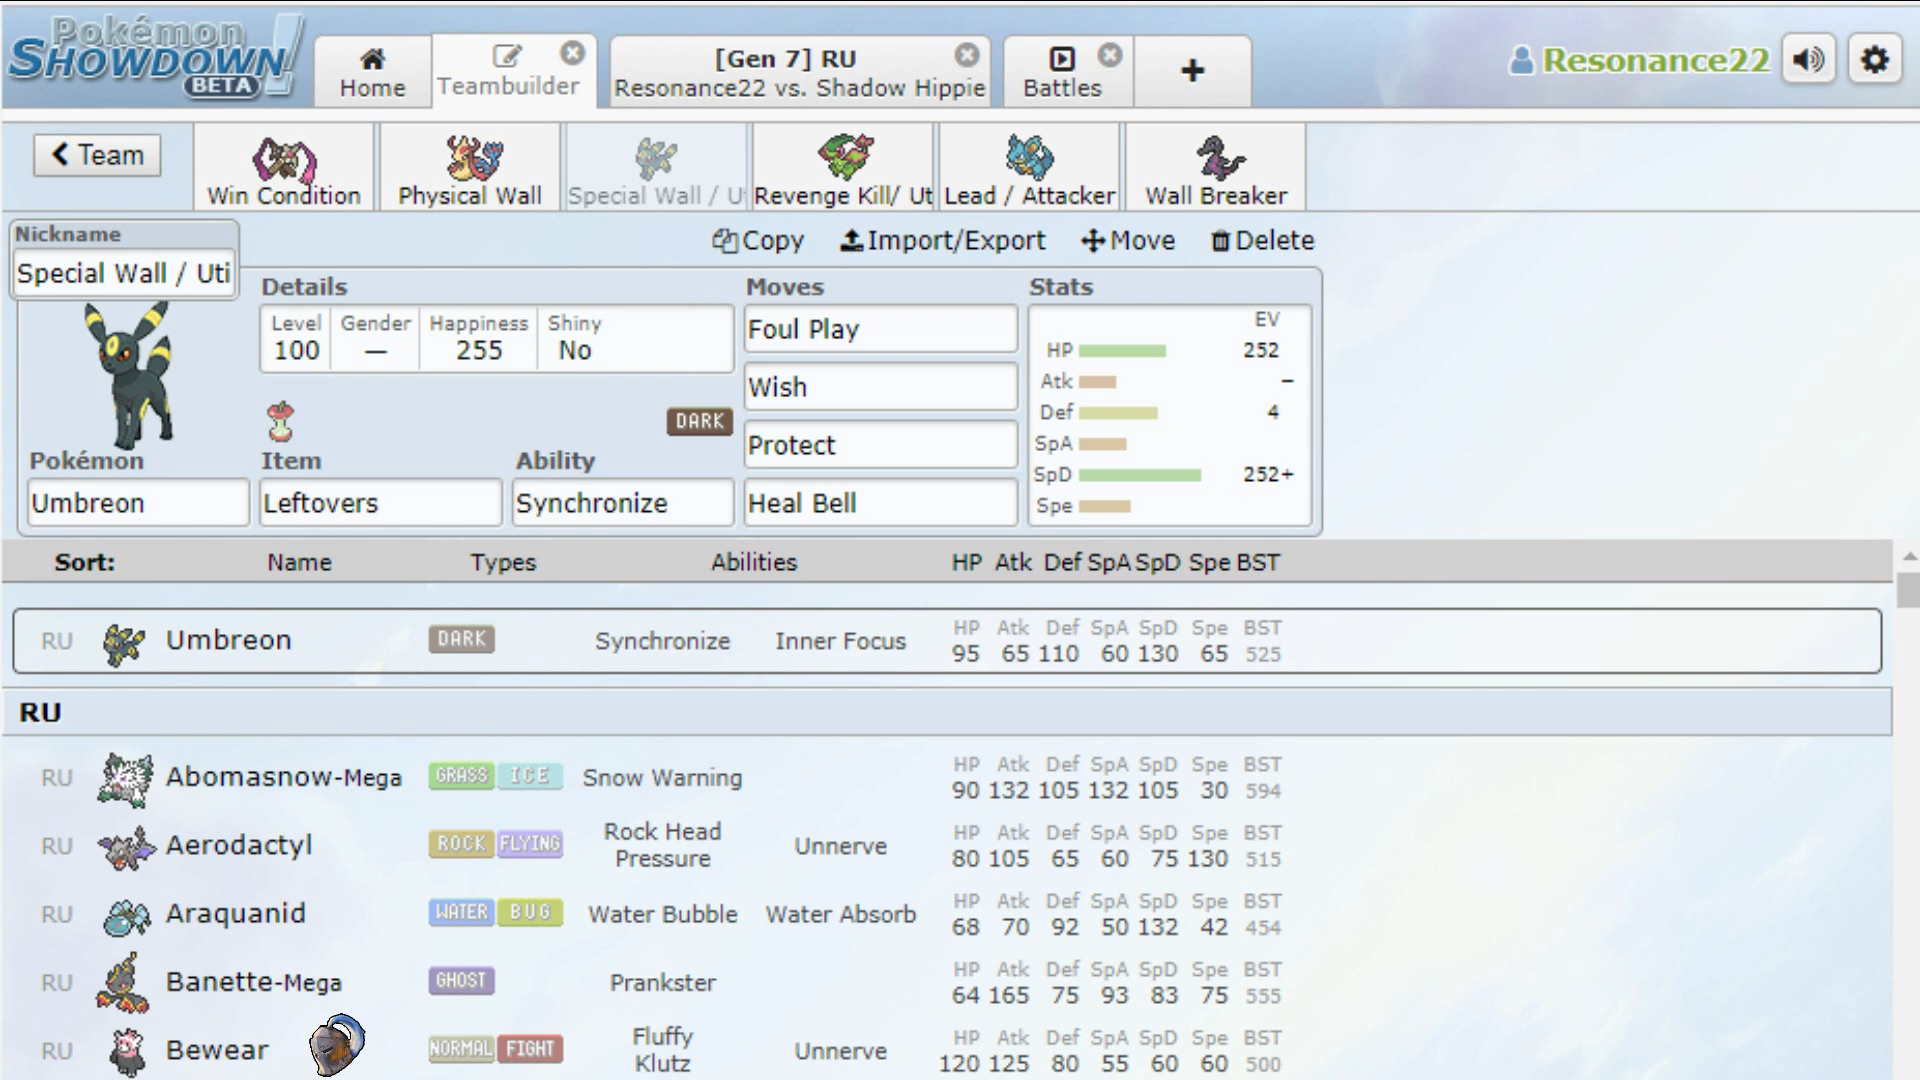 Pokémon
SHOWDOWN!
BETA
Home
Teambuilder
[Gen 7] RU
Resonance22 vs. Shadow Hippie
Battles
+
Resonance22
Team
Win Condition
Physical Wall
Special Wall / U
Revenge Kill/ Ut
Lead / Attacker
Wall Breaker
Nickname
Special Wall / Uti
Copy
Import/Export
Move
Delete
Details
Level Gender Happiness Shiny
100 — 255 No
DARK
Pokémon
Umbreon
Item
Leftovers
Ability
Synchronize
Moves
Foul Play
Wish
Protect
Heal Bell
Stats
EV
HP 252
Atk –
Def 4
SpA
SpD 252+
Spe
Sort: Name Types Abilities HP Atk Def SpA SpD Spe BST
RU Umbreon DARK Synchronize Inner Focus
HP Atk Def SpA SpD Spe BST
95 65 110 60 130 65 525
RU
RU Abomasnow-Mega GRASS ICE Snow Warning
HP Atk Def SpA SpD Spe BST
90 132 105 132 105 30 594
RU Aerodactyl ROCK FLYING Rock Head Pressure Unnerve
HP Atk Def SpA SpD Spe BST
80 105 65 60 75 130 515
RU Araquanid WATER BUG Water Bubble Water Absorb
HP Atk Def SpA SpD Spe BST
68 70 92 50 132 42 454
RU Banette-Mega GHOST Prankster
HP Atk Def SpA SpD Spe BST
64 165 75 93 83 75 555
RU Bewear NORMAL FIGHT Fluffy Klutz Unnerve
HP Atk Def SpA SpD Spe BST
120 125 80 55 60 60 500